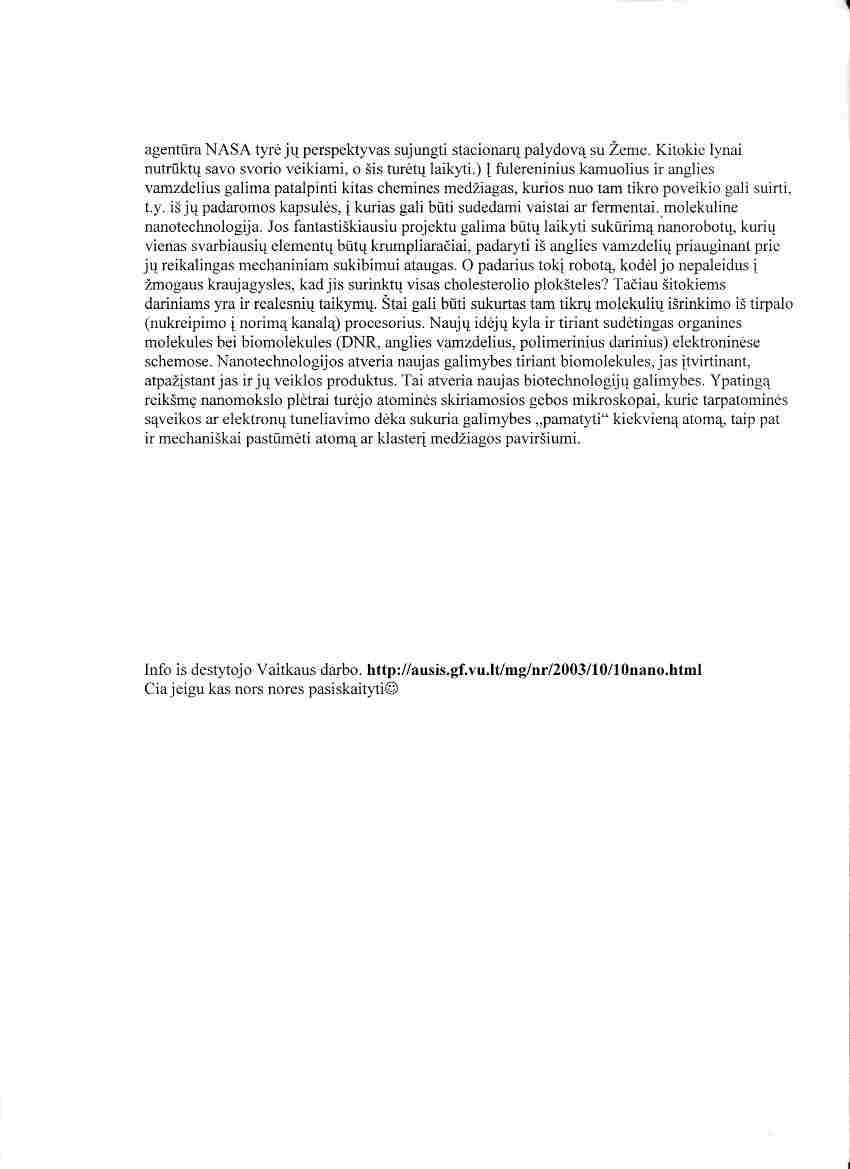 agentūra NASA tyrė jų perspektyvas sujungti stacionarų palydovą su Žeme. Kitokie lynai
nutrūktų savo svorio veikiami, o šis turėtų laikyti.) Į fulereninius kamuolius ir anglies
vamzdelius galima patalpinti kitas chemines medžiagas, kurios nuo tam tikro poveikio gali suirti,
t.y. iš jų padaromos kapsulės, į kurias gali būti sudedami vaistai ar fermentai. molekulinė
nanotechnologija. Jos fantastiškiausiu projektu galima būtų laikyti sukūrimą nanorobotų, kurių
vienas svarbiausių elementų būtų krumpliaračiai, padaryti iš anglies vamzdelių priauginant prie
jų reikalingas mechaniniam sukibimui ataugas. O padarius tokį robotą, kodėl jo nepaleidus į
žmogaus kraujagysles, kad jis surinktų visas cholesterolio plokšteles? Tačiau šitokiems
dariniams yra ir realesnių taikymų. Štai gali būti sukurtas tam tikrų molekulių išrinkimo iš tirpalo
(nukreipimo į norimą kanalą) procesorius. Naujų idėjų kyla ir tiriant sudėtingas organines
molekules bei biomolekules (DNR, anglies vamzdelius, polimerinius darinius) elektroninėse
schemose. Nanotechnologijos atveria naujas galimybes tiriant biomolekules, jas įtvirtinant,
atpažįstant jas ir jų veiklos produktus. Tai atveria naujas biotechnologijų galimybes. Ypatingą
reikšmę nanomokslo plėtrai turėjo atominės skiriamosios gebos mikroskopai, kurie tarpatominės
sąveikos ar elektronų tuneliavimo dėka sukuria galimybes „pamatyti“ kiekvieną atomą, taip pat
ir mechaniškai pastūmėti atomą ar klasterį medžiagos paviršiumi.
Info is destytojo Vaitkaus darbo. http://ausis.gf.vu.lt/mg/nr/2003/10/10nano.html
Cia jeigu kas nors nores pasiskaityti☺